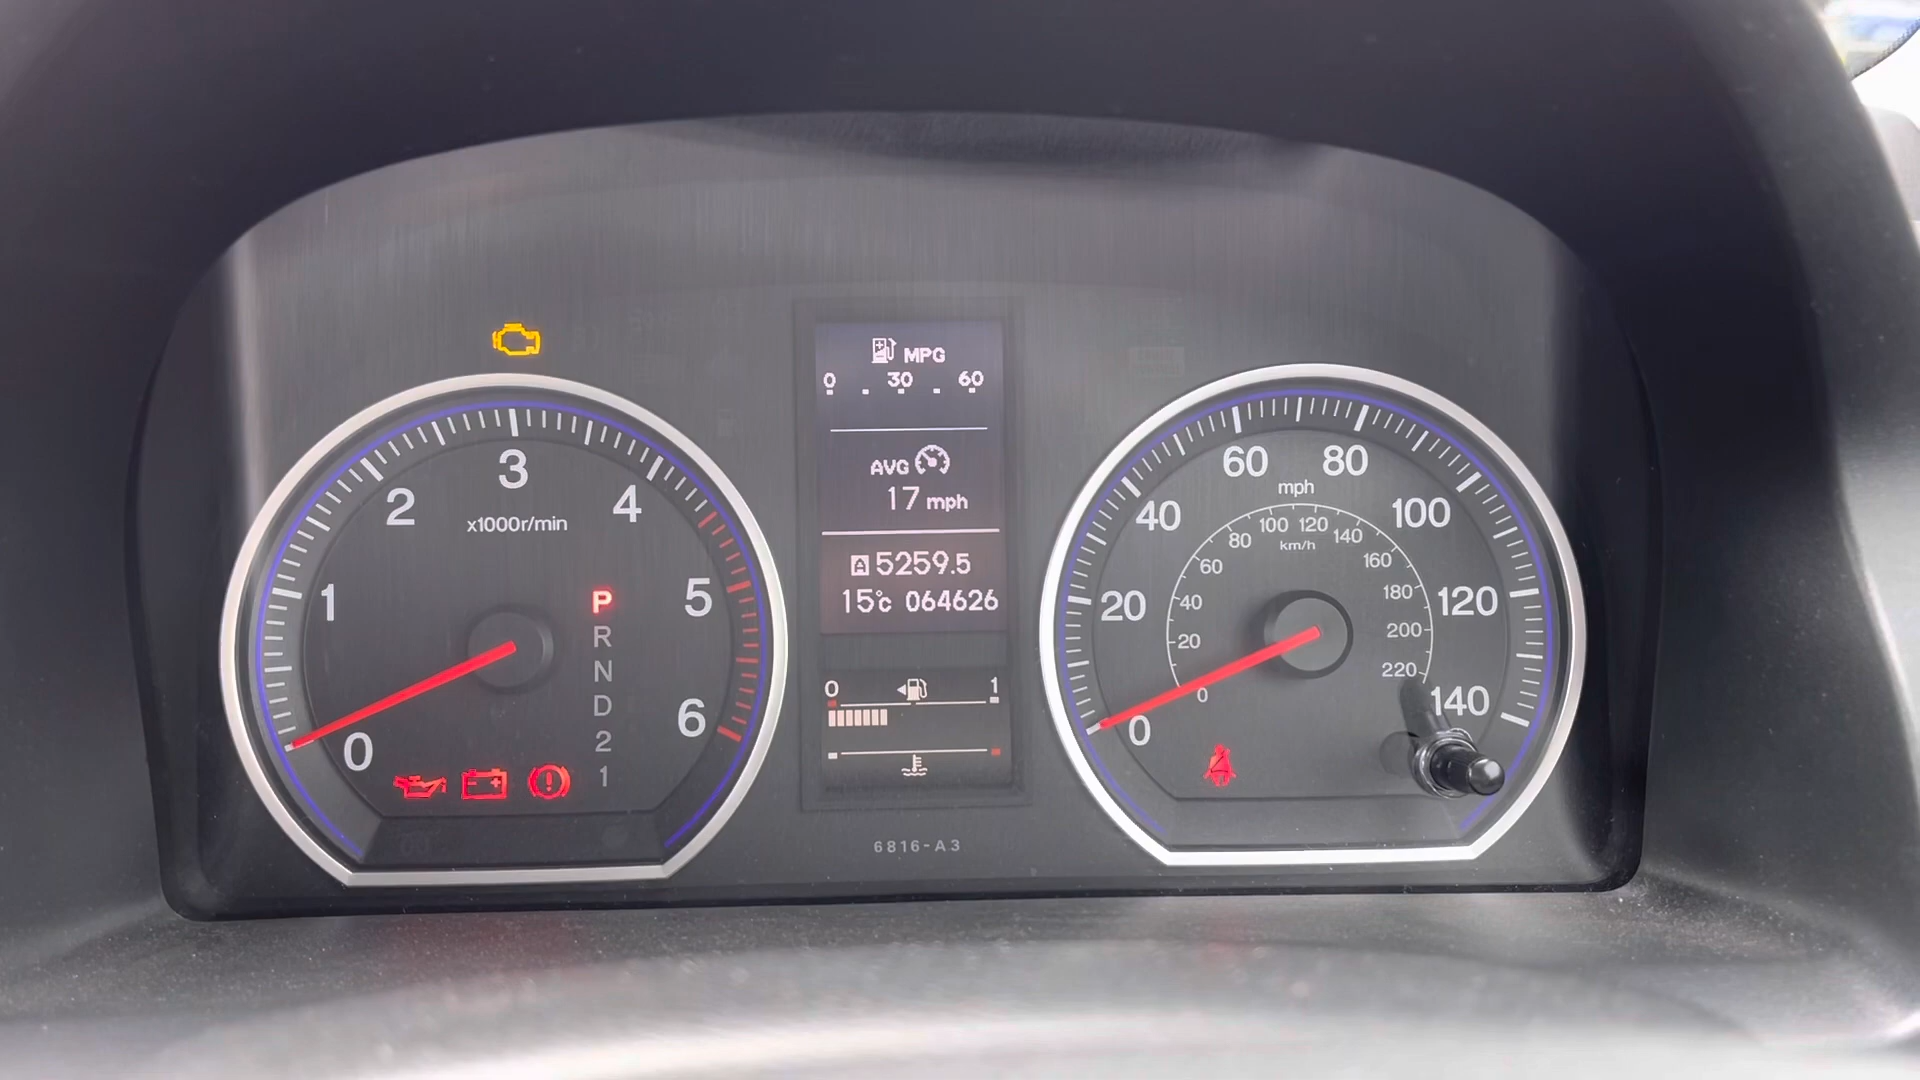 MPG
0 . 30 . 60
AVG
17 mph
A 5259.5
15°c 064626
0 1
6816-A3
0
1
2
3
4
5
6
x1000r/min
P
R
N
D
2
1
0
20
40
60
80
100
120
140
mph
0
20
40
60
80
100
120
140
160
180
200
220
km/h